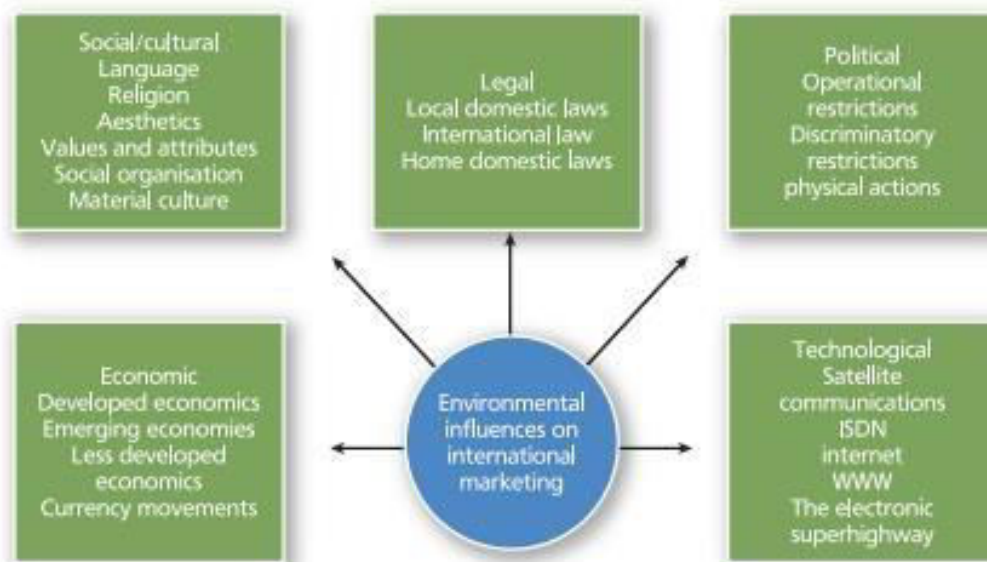 Social/cultural
Language
Religion
Aesthetics
Values and attributes
Social organisation
Material culture
Legal
Local domestic laws
International law
Home domestic laws
Political
Operational
restrictions
Discriminatory
restrictions
physical actions
Economic
Developed economics
Emerging economies
Less developed
economics
Currency movements
Environmental
influences on
international
marketing
Technological
Satellite
communications
ISDN
internet
WWW
The electronic
superhighway